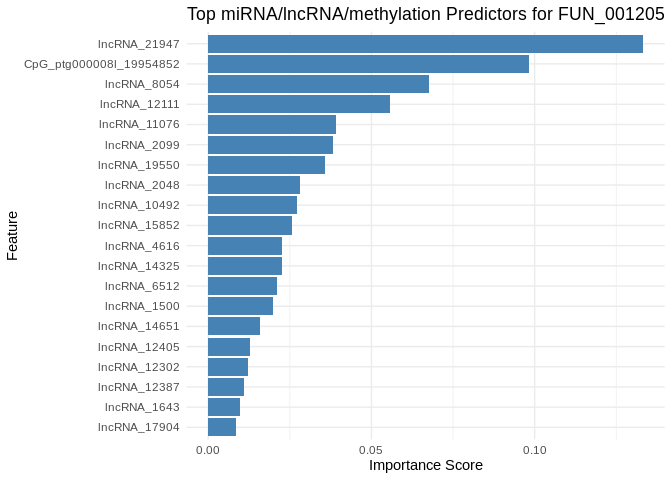 Top miRNA/lncRNA/methylation Predictors for FUN_001205
lncRNA_21947
CpG_ptg000008l_19954852
lncRNA_8054
lncRNA_12111
lncRNA_11076
lncRNA_2099
lncRNA_19550
lncRNA_2048
lncRNA_10492
lncRNA_15852
lncRNA_4616
lncRNA_14325
lncRNA_6512
lncRNA_1500
lncRNA_14651
lncRNA_12405
lncRNA_12302
lncRNA_12387
lncRNA_1643
lncRNA_17904
Feature
0.00 0.05 0.10
Importance Score